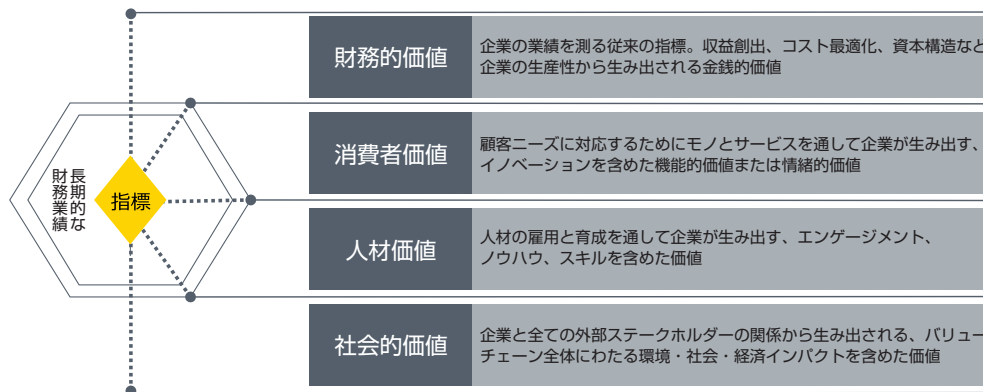 長期的な
財務業績
指標
財務的価値
企業の業績を測る従来の指標。収益創出、コスト最適化、資本構造など
企業の生産性から生み出される金銭的価値
消費者価値
顧客ニーズに対応するためにモノとサービスを通して企業が生み出す、
イノベーションを含めた機能的価値または情緒的価値
人材価値
人材の雇用と育成を通して企業が生み出す、エンゲージメント、
ノウハウ、スキルを含めた価値
社会的価値
企業と全ての外部ステークホルダーの関係から生み出される、バリュー
チェーン全体にわたる環境・社会・経済インパクトを含めた価値